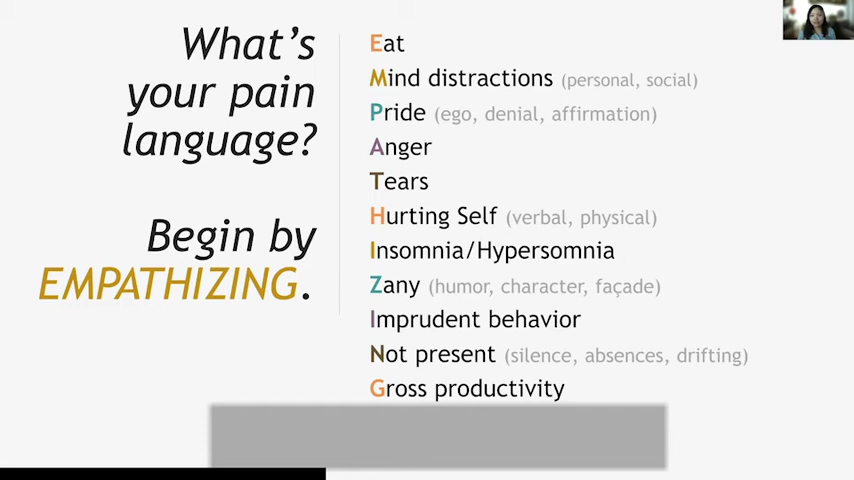 What's
your pain
language?
Begin by
EMPATHIZING.
Eat
Mind distractions (personal, social)
Pride (ego, denial, affirmation)
Anger
Tears
Hurting Self (verbal, physical)
Insomnia/Hypersomnia
Zany (humor, character, façade)
Imprudent behavior
Not present (silence, absences, drifting)
Gross productivity